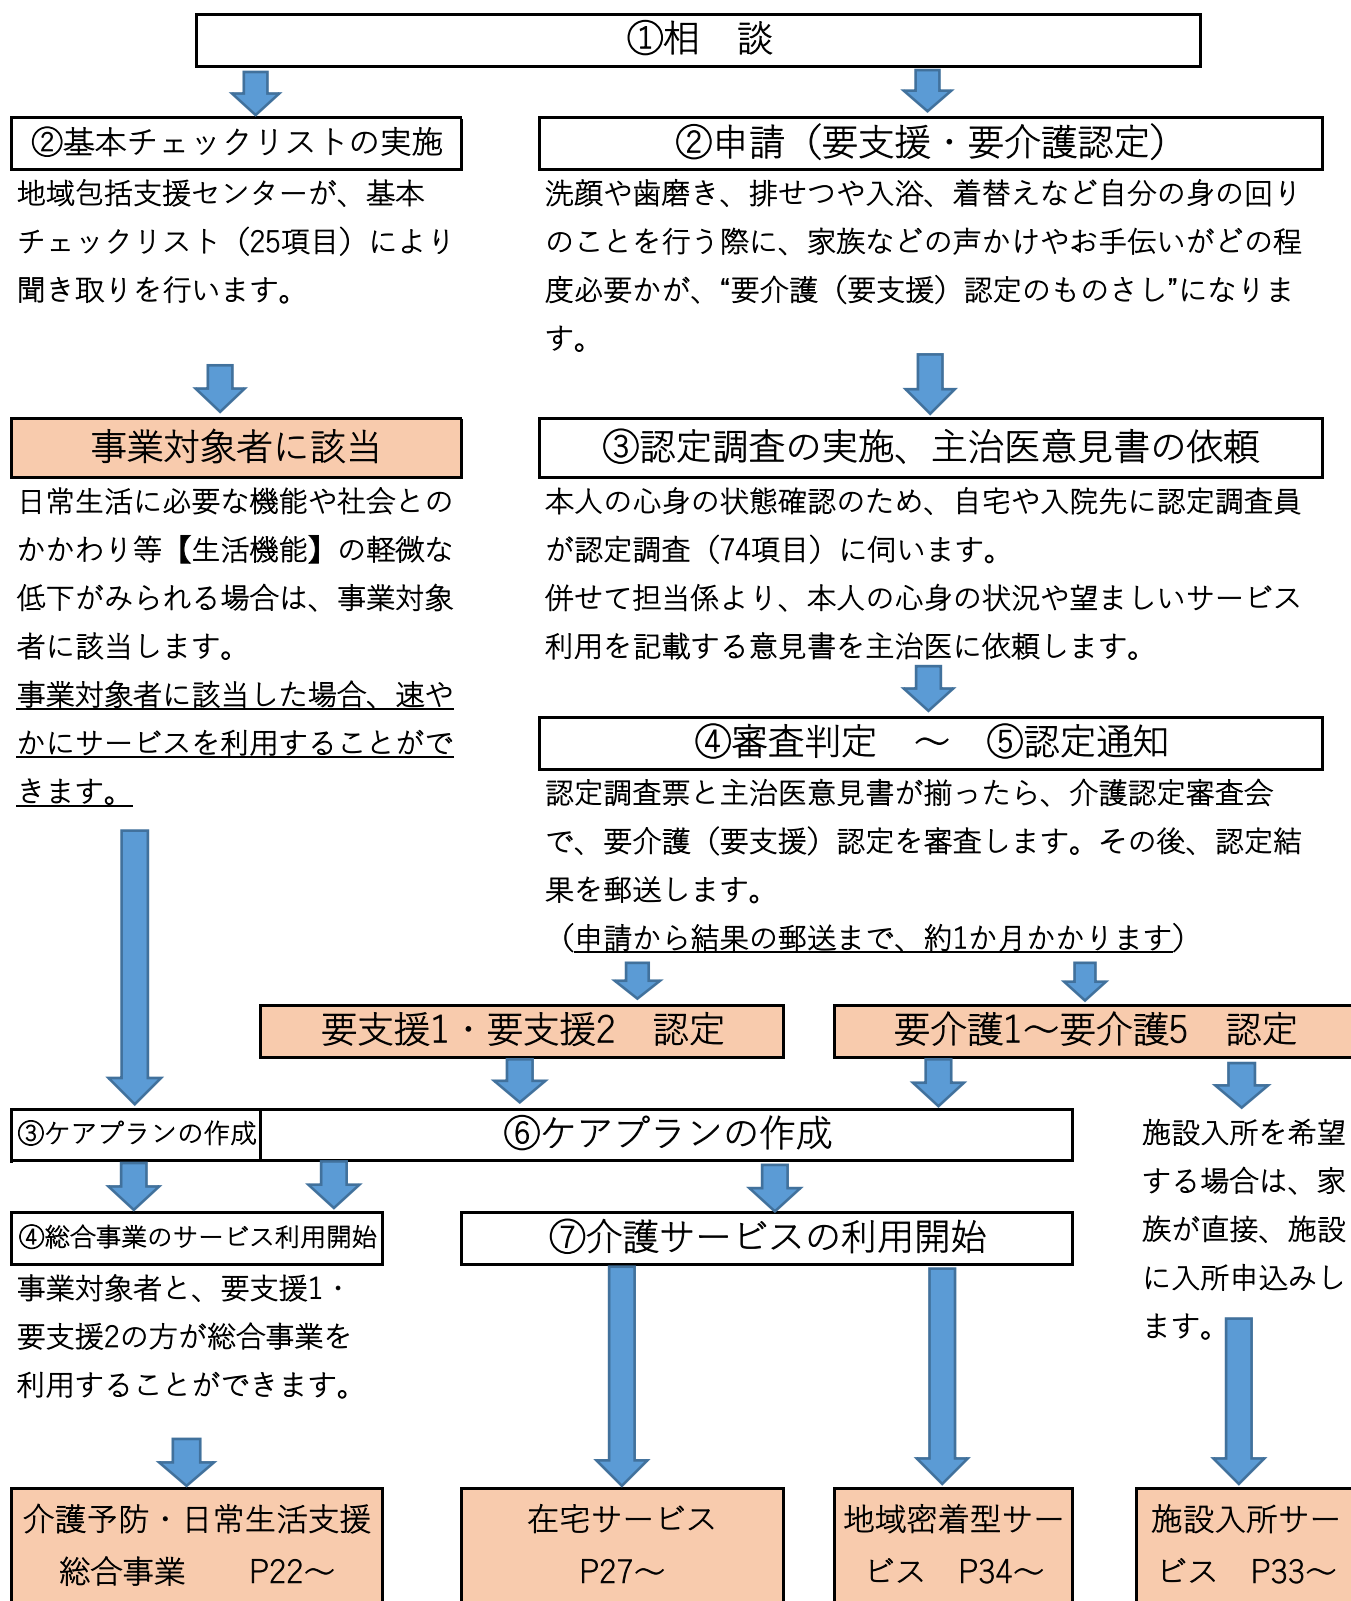 ①相　談
②基本チェックリストの実施
地域包括支援センターが、基本
チェックリスト（25項目）により
聞き取りを行います。
事業対象者に該当
日常生活に必要な機能や社会との
かかわり等【生活機能】の軽微な
低下がみられる場合は、事業対象
者に該当します。
事業対象者に該当した場合、速や
かにサービスを利用することがで
きます。
②申請（要支援・要介護認定）
洗顔や歯磨き、排せつや入浴、着替えなど自分の身の回り
のことを行う際に、家族などの声かけやお手伝いがどの程
度必要かが、“要介護（要支援）認定のものさし”になりま
す。
③認定調査の実施、主治医意見書の依頼
本人の心身の状態確認のため、自宅や入院先に認定調査員
が認定調査（74項目）に伺います。
併せて担当係より、本人の心身の状況や望ましいサービス
利用を記載する意見書を主治医に依頼します。
④審査判定　～　⑤認定通知
認定調査票と主治医意見書が揃ったら、介護認定審査会
で、要介護（要支援）認定を審査します。その後、認定結
果を郵送します。
（申請から結果の郵送まで、約1か月かかります）
要支援1・要支援2　認定
要介護1～要介護5　認定
③ケアプランの作成
⑥ケアプランの作成
④総合事業のサービス利用開始
事業対象者と、要支援1・
要支援2の方が総合事業を
利用することができます。
⑦介護サービスの利用開始
施設入所を希望
する場合は、家
族が直接、施設
に入所申込みし
ます。
介護予防・日常生活支援
総合事業　　P22～
在宅サービス
P27～
地域密着型サー
ビス　P34～
施設入所サー
ビス　P33～